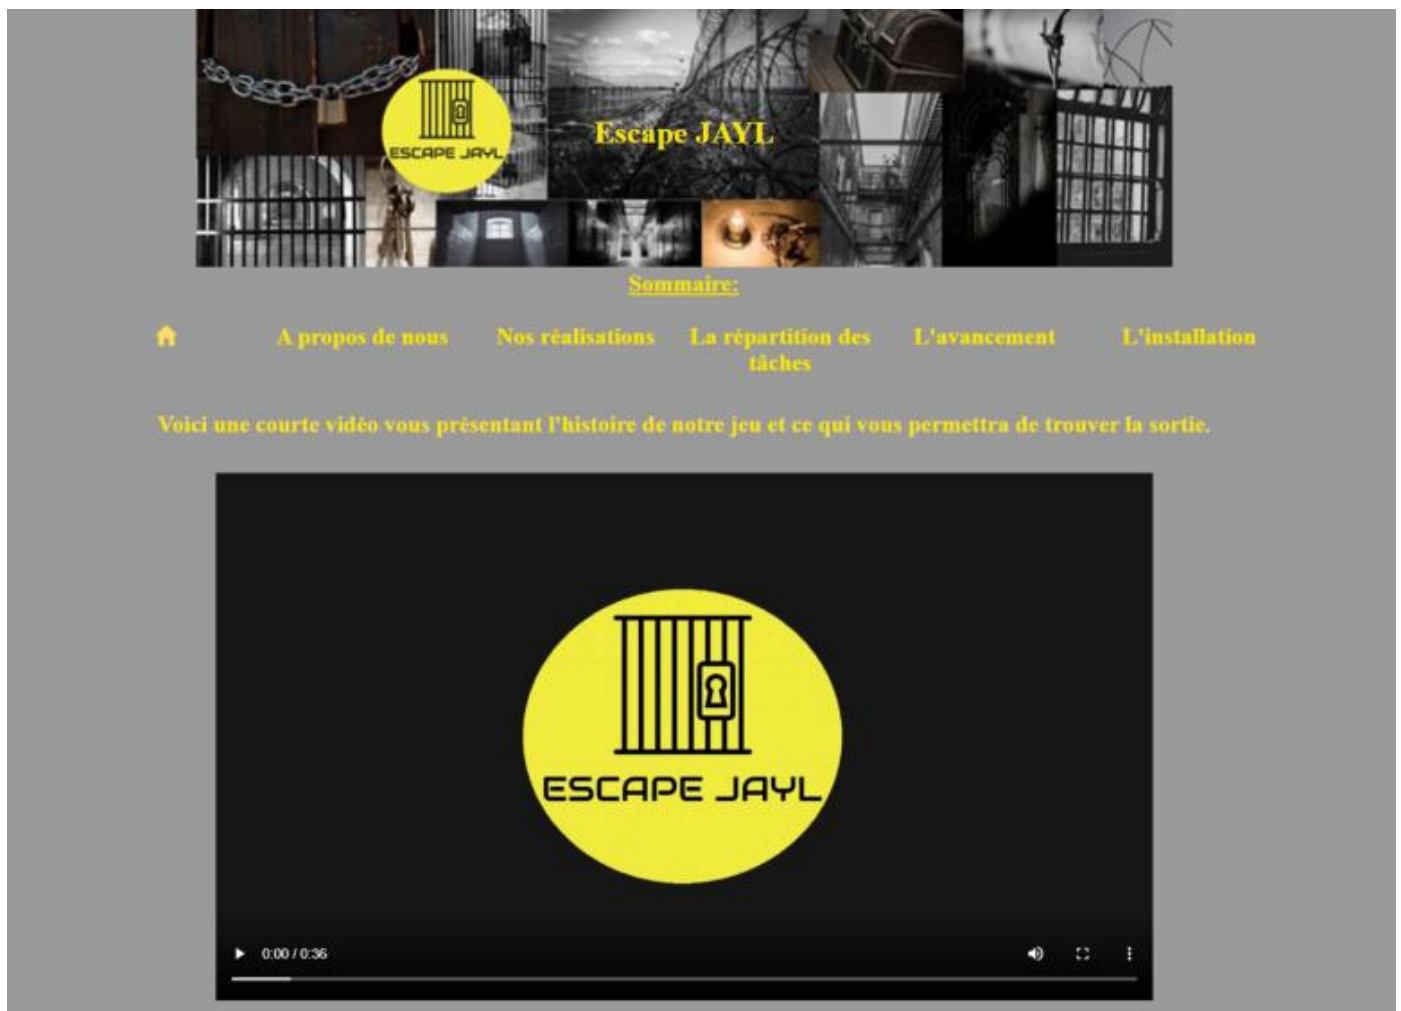 ESCAPE JAYL
Escape JAYL
Sommaire:
A propos de nous
Nos réalisations
La répartition des
tâches
L'avancement
L'installation
Voici une courte vidéo vous présentant l'histoire de notre jeu et ce qui vous permettra de trouver la sortie.
ESCAPE JAYL
0:00 / 0:36